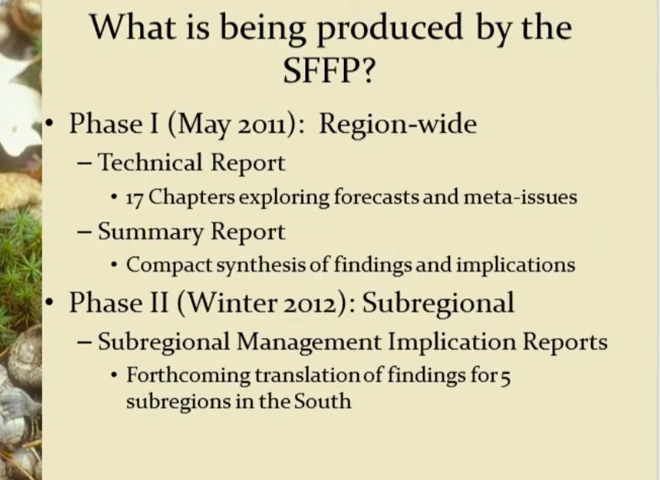 What is being produced by the
SFFP?
• Phase I (May 2011): Region-wide
– Technical Report
• 17 Chapters exploring forecasts and meta-issues
– Summary Report
• Compact synthesis of findings and implications
• Phase II (Winter 2012): Subregional
– Subregional Management Implication Reports
• Forthcoming translation of findings for 5
subregions in the South